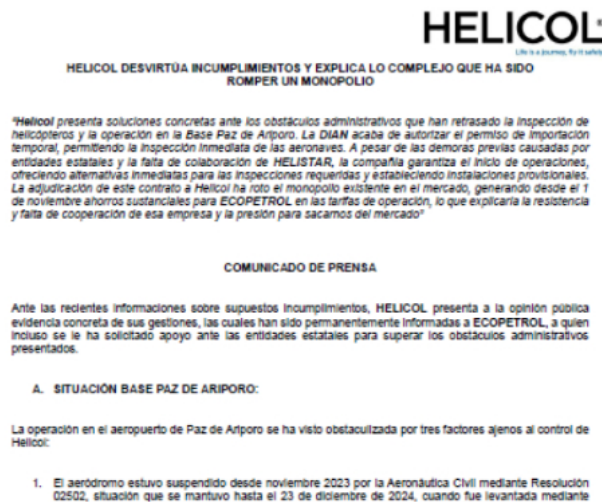 HELICOL
Life is a journey, fly it safely
HELICOL DESVIRTÚA INCUMPLIMIENTOS Y EXPLICA LO COMPLEJO QUE HA SIDO
ROMPER UN MONOPOLIO
"Helicol presenta soluciones concretas ante los obstáculos administrativos que han retrasado la inspección de
helicópteros y la operación en la Base Paz de Ariporo. La DIAN acaba de autorizar el permiso de importación
temporal, permitiendo la inspección inmediata de las aeronaves. A pesar de las demoras previas causadas por
entidades estatales y la falta de colaboración de HELISTAR, la compañía garantiza el inicio de operaciones,
ofreciendo alternativas inmediatas para las inspecciones requeridas y estableciendo instalaciones provisionales.
La adjudicación de este contrato a Helicol ha roto el monopolio existente en el mercado, generando desde el 1
de noviembre ahorros sustanciales para ECOPETROL en las tarifas de operación, lo que explicaría la resistencia
y falta de cooperación de esa empresa y la presión para sacarnos del mercado"
COMUNICADO DE PRENSA
Ante las recientes informaciones sobre supuestos incumplimientos, HELICOL presenta a la opinión pública
evidencia concreta de sus gestiones, las cuales han sido permanentemente informadas a ECOPETROL, a quien
incluso se le ha solicitado apoyo ante las entidades estatales para superar los obstáculos administrativos
presentados.
A. SITUACIÓN BASE PAZ DE ARIPORO:
La operación en el aeropuerto de Paz de Ariporo se ha visto obstaculizada por tres factores ajenos al control de
Helicol:
1. El aeródromo estuvo suspendido desde noviembre 2023 por la Aeronáutica Civil mediante Resolución
02502, situación que se mantuvo hasta el 23 de diciembre de 2024, cuando fue levantada mediante